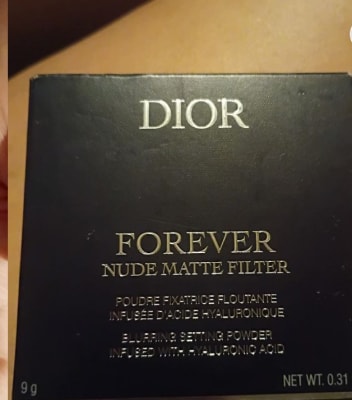 DIOR
FOREVER
NUDE MATTE FILTER
POUDRE FIXATRICE FLOUTANTE
INFUSÉE D'ACIDE HYALURONIQUE
BLURRING SETTING POWDER
INFUSED WITH HYALURONIC ACID
9 g
NET WT. 0.31